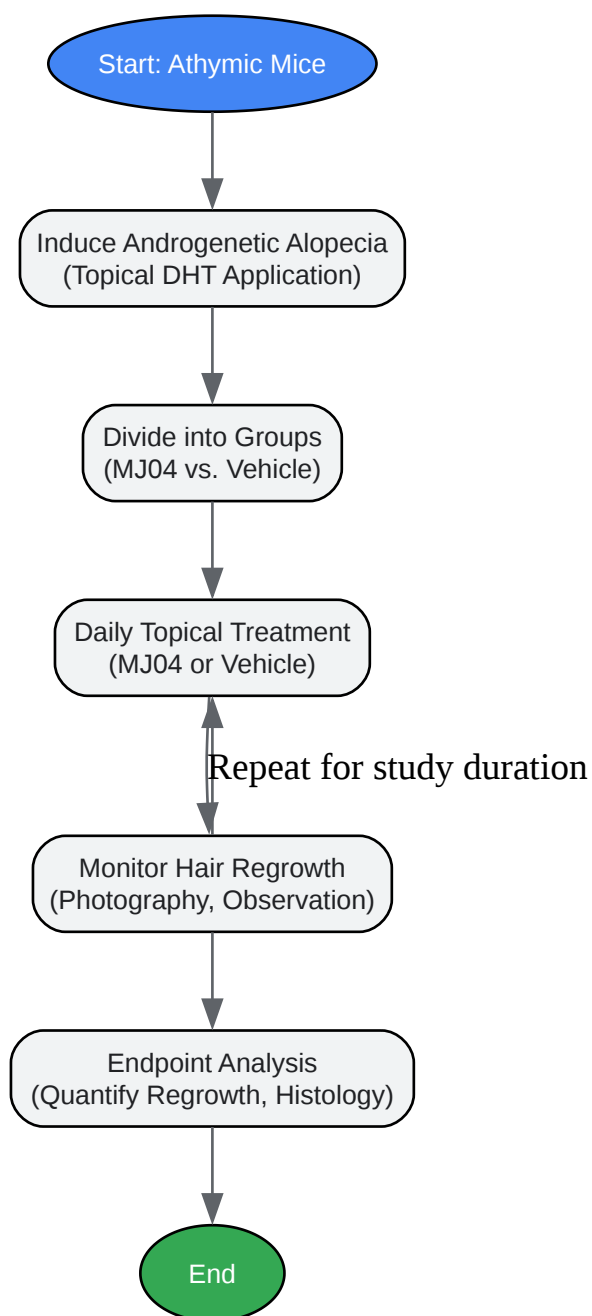 Start: Athymic Mice
Induce Androgenetic Alopecia
(Topical DHT Application)
Divide into Groups
(MJ04 vs. Vehicle)
Daily Topical Treatment
(MJ04 or Vehicle)
Repeat for study duration
Monitor Hair Regrowth
(Photography, Observation)
Endpoint Analysis
(Quantify Regrowth, Histology)
End